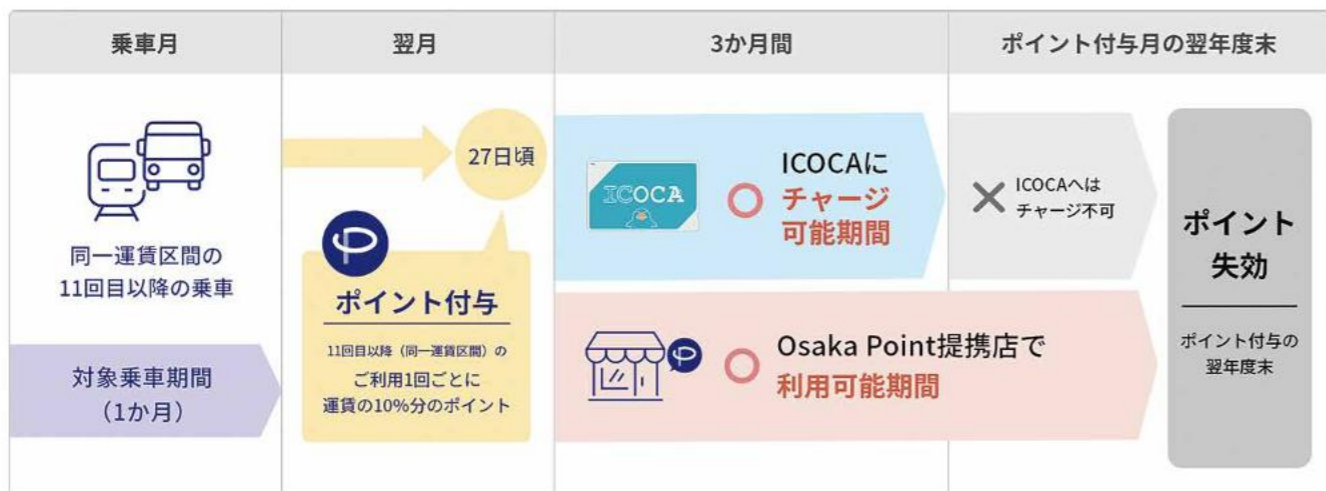 乗車月
翌月
3か月間
ポイント付与月の翌年度末
同一運賃区間の
11回目以降の乗車
対象乗車期間
（1か月）
27日頃
ポイント付与
11回目以降（同一運賃区間）の
ご利用1回ごとに
運賃の10%分のポイント
ICOCA
ICOCAに
チャージ
可能期間
Osaka Point提携店で
利用可能期間
ICOCAへは
チャージ不可
ポイント
失効
ポイント付与の
翌年度末